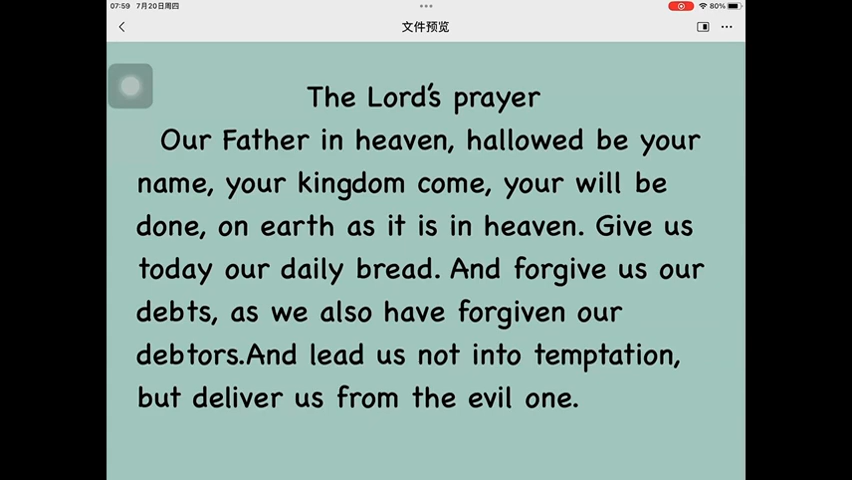 07:59 7月20日周四
80%
文件预览
The Lord's prayer
Our Father in heaven, hallowed be your
name, your kingdom come, your will be
done, on earth as it is in heaven. Give us
today our daily bread. And forgive us our
debts, as we also have forgiven our
debtors.And lead us not into temptation,
but deliver us from the evil one.